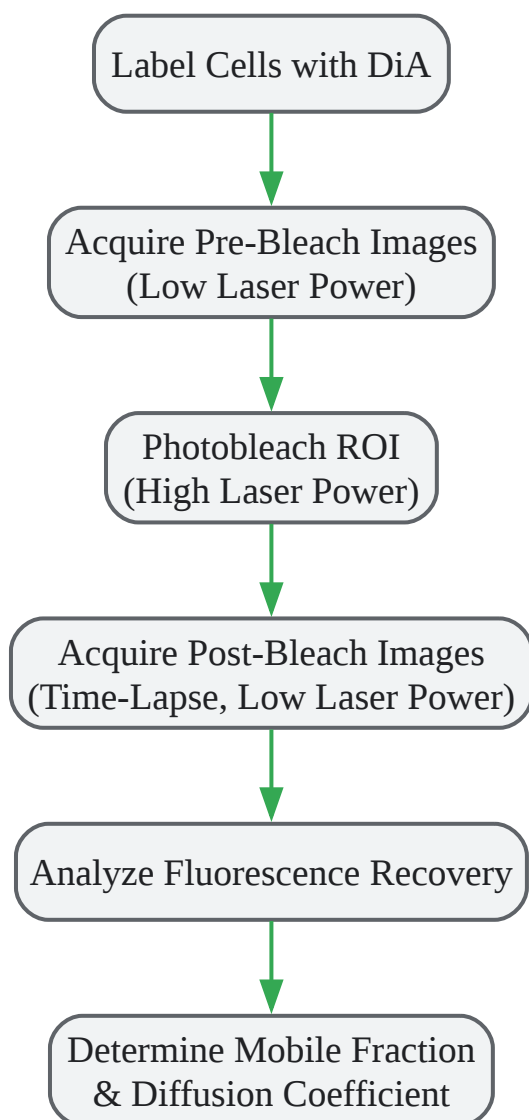 Label Cells with DiA
Acquire Pre-Bleach Images
(Low Laser Power)
Photobleach ROI
(High Laser Power)
Acquire Post-Bleach Images
(Time-Lapse, Low Laser Power)
Analyze Fluorescence Recovery
Determine Mobile Fraction
& Diffusion Coefficient